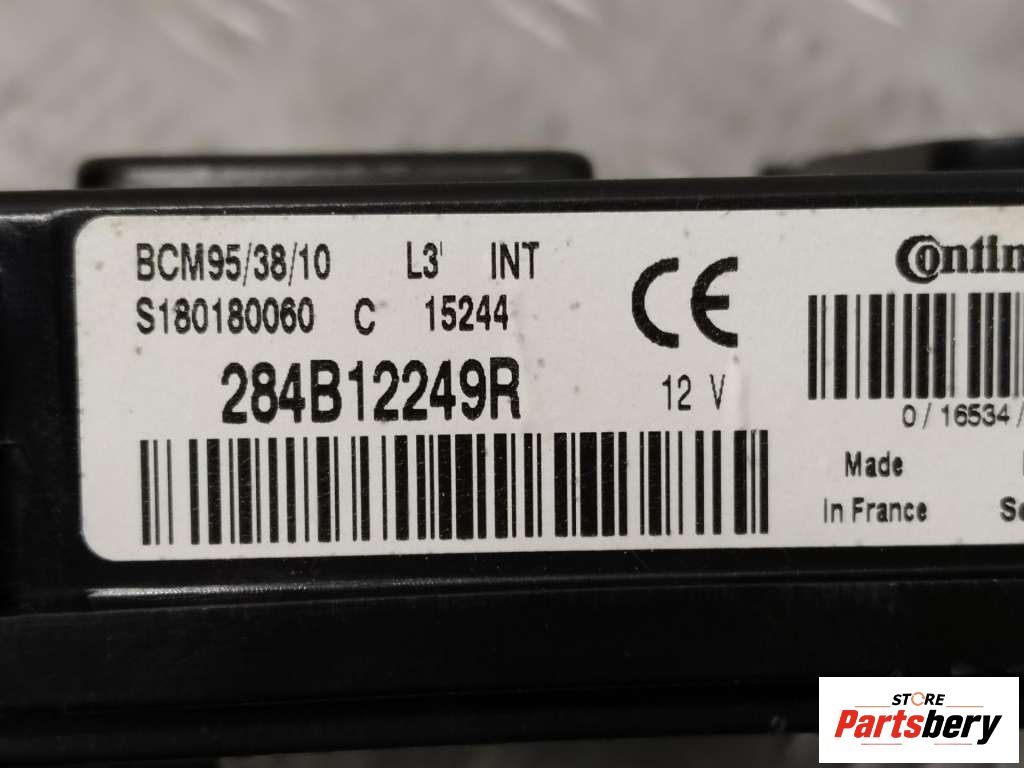 BCM95/38/10 L3' INT
S180180060 C 15244
284B12249R
CE
12 V
0/16534/
Made
In France
STORE
Partsbery